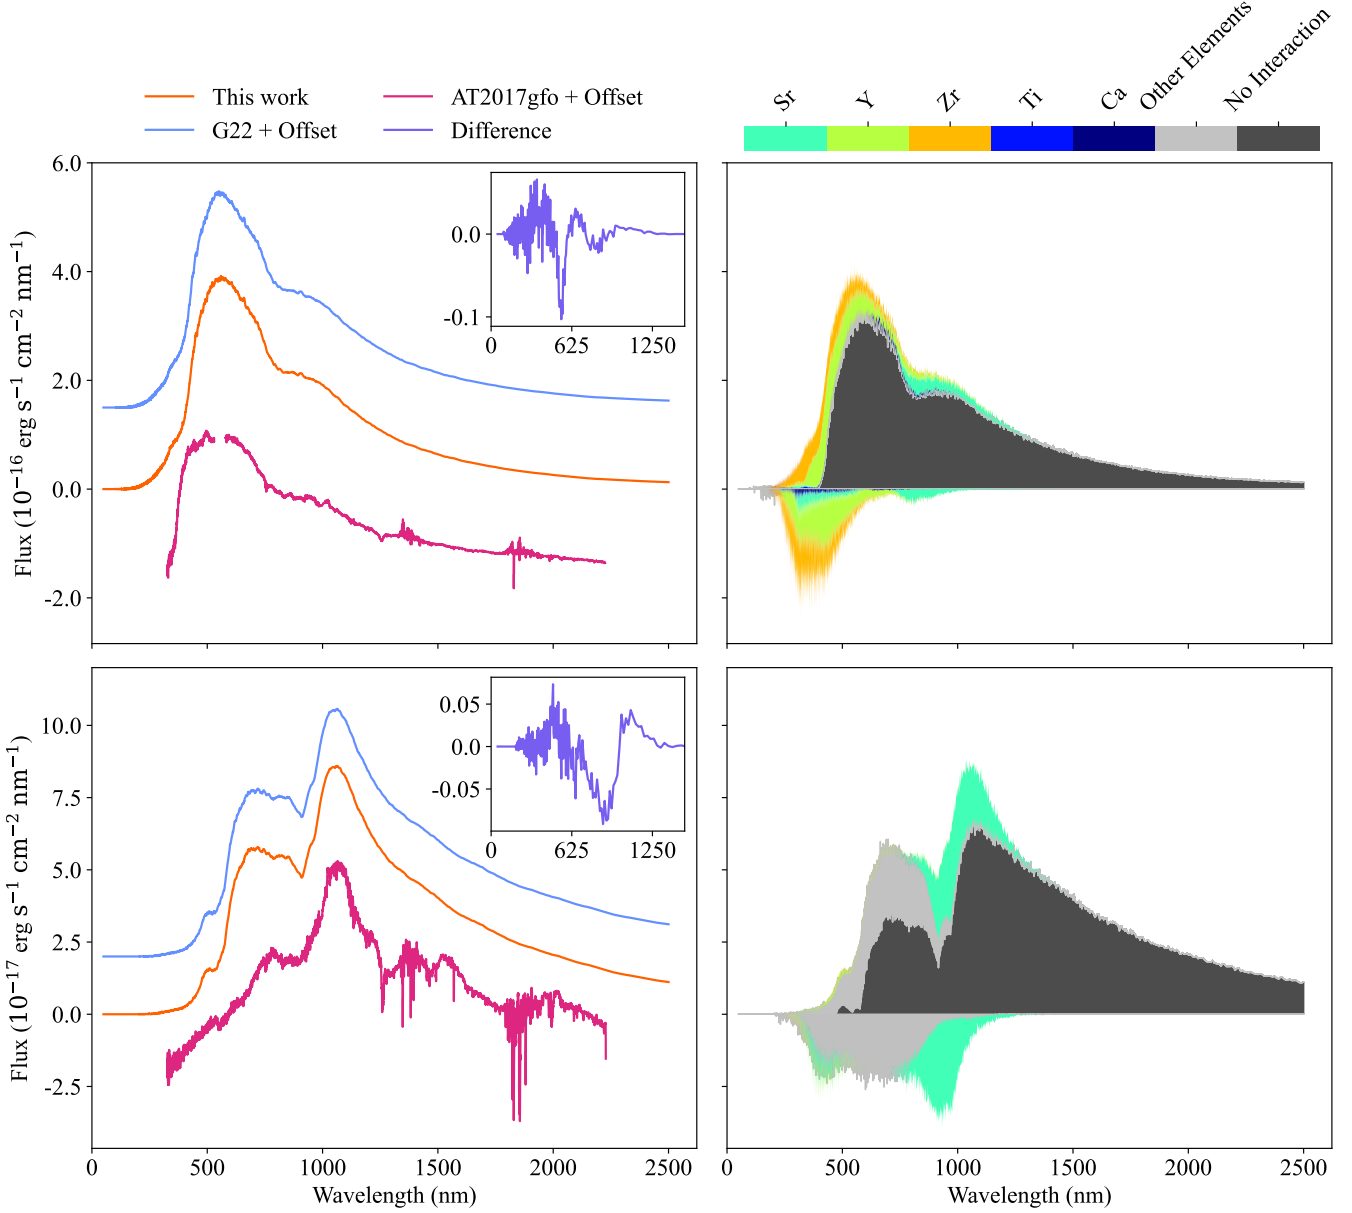 This work
G22 + Offset
AT2017gfo + Offset
Difference
Sr
Y
Zr
Ti
Ca
Other Elements
No Interaction
6.0
4.0
2.0
0.0
-2.0
Flux (10⁻¹⁶ erg s⁻¹ cm⁻² nm⁻¹)
0.0
-0.1
0 625 1250
10.0
7.5
5.0
2.5
0.0
-2.5
Flux (10⁻¹⁷ erg s⁻¹ cm⁻² nm⁻¹)
0.05
0.0
-0.05
0 625 1250
0 500 1000 1500 2000 2500
Wavelength (nm)
0 500 1000 1500 2000 2500
Wavelength (nm)